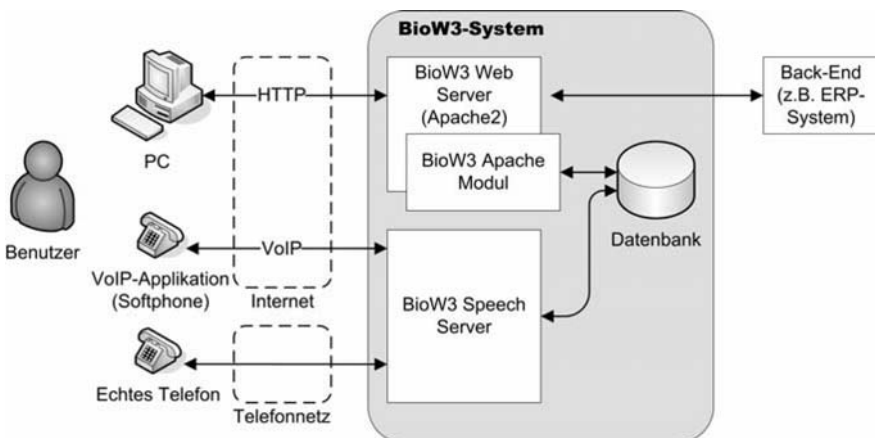 BioW3-System
BioW3 Web
Server
(Apache2)
Back-End
(z.B. ERP-
System)
HTTP
PC
BioW3 Apache
Modul
Benutzer
Datenbank
VoIP
VoIP-Applikation
(Softphone)
Internet
BioW3 Speech
Server
Echtes Telefon
Telefonnetz